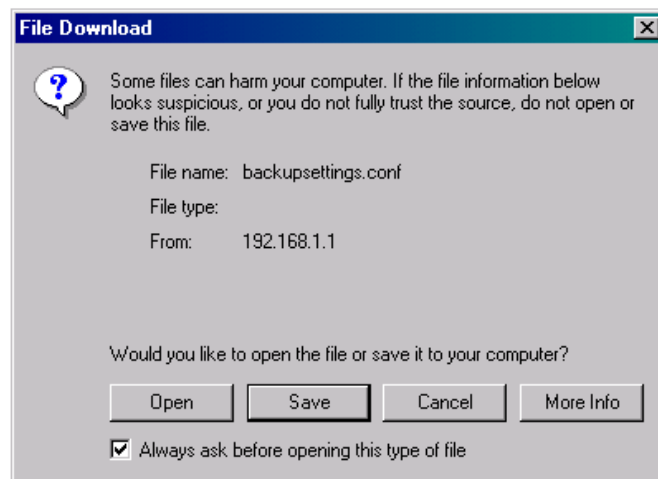 File Download
Some files can harm your computer. If the file information below
looks suspicious, or you do not fully trust the source, do not open or
save this file.
File name: backupsettings.conf
File type:
From: 192.168.1.1
Would you like to open the file or save it to your computer?
Open Save Cancel More Info
Always ask before opening this type of file